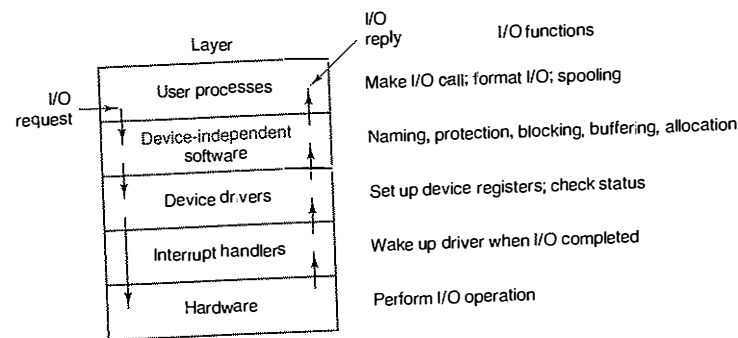 I/O
reply
I/O functions
Layer
I/O
request
User processes
Make I/O call; format I/O; spooling
Device-independent
software
Naming, protection, blocking, buffering, allocation
Device drivers
Set up device registers; check status
Interrupt handlers
Wake up driver when I/O completed
Hardware
Perform I/O operation